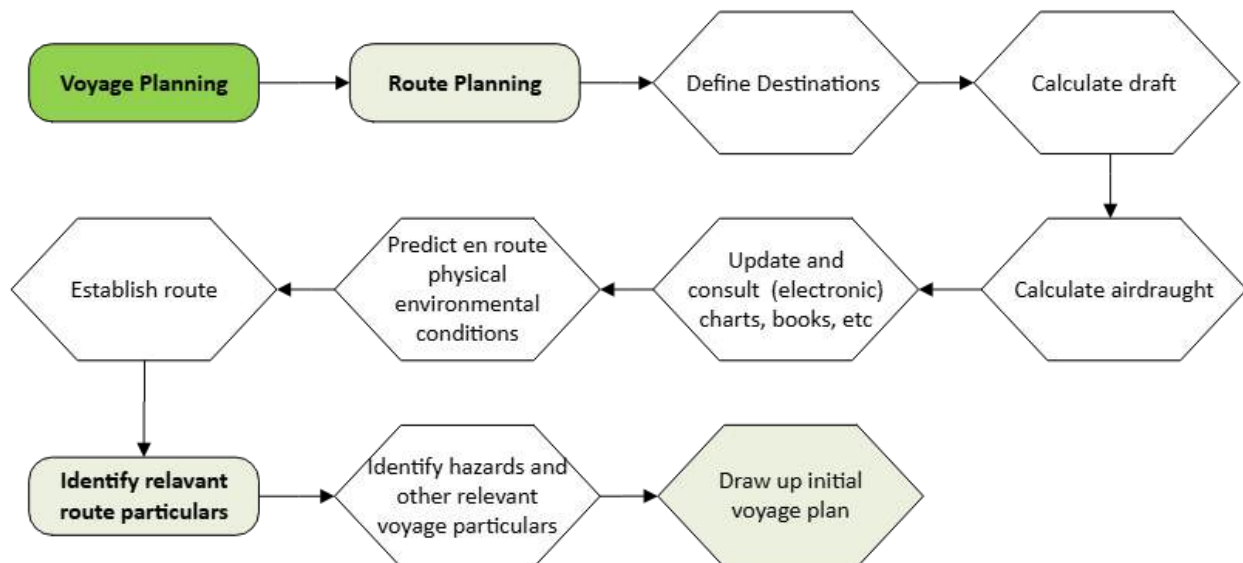 Voyage Planning
Route Planning
Define Destinations
Calculate draft
Calculate airdraught
Update and
consult (electronic)
charts, books, etc
Predict en route
physical
environmental
conditions
Establish route
Identify relavant
route particulars
Identify hazards and
other relevant
voyage particulars
Draw up initial
voyage plan